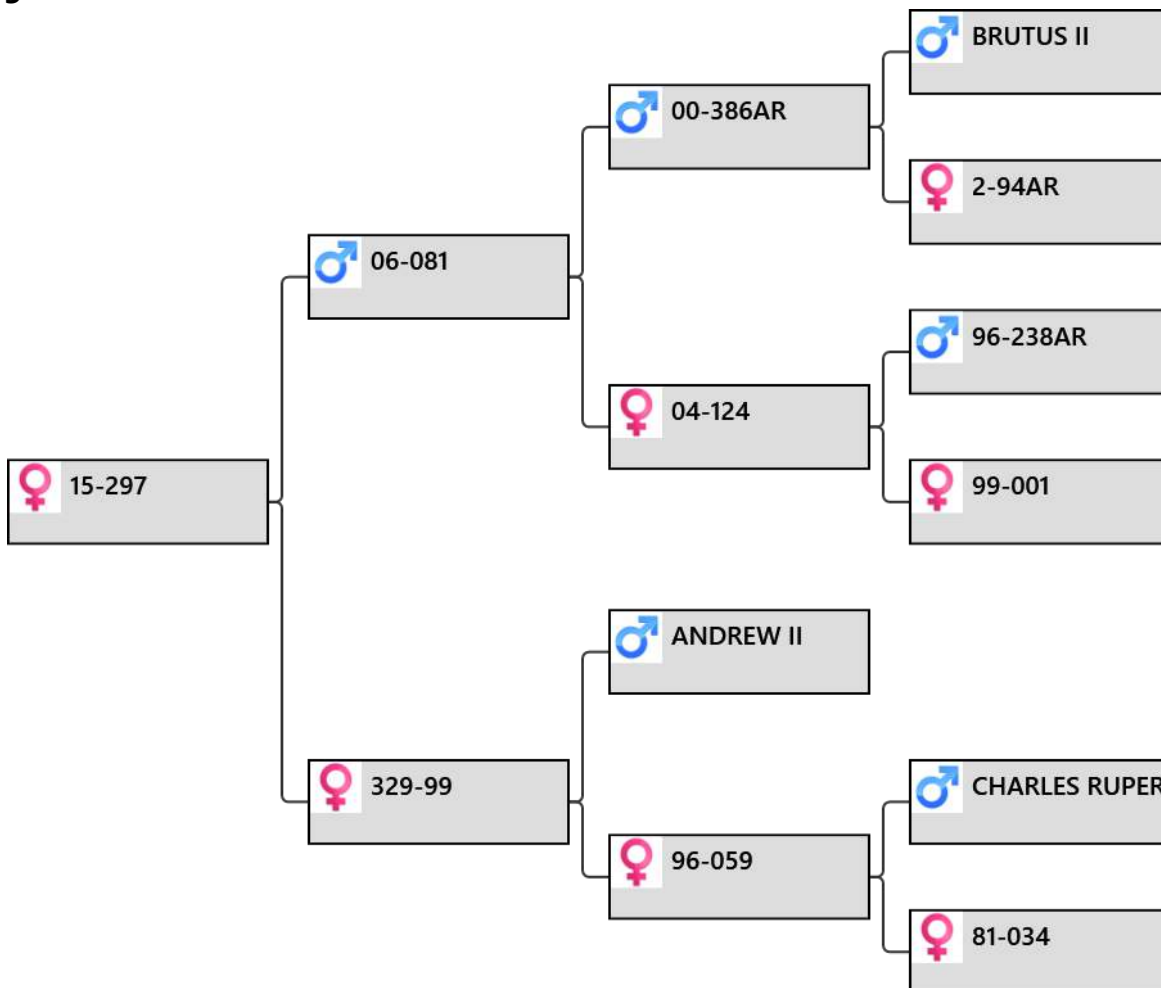 BRUTUS II
00-386AR
2-94AR
06-081
96-238AR
04-124
99-001
15-297
ANDREW II
329-99
CHARLES RUPER
96-059
81-034